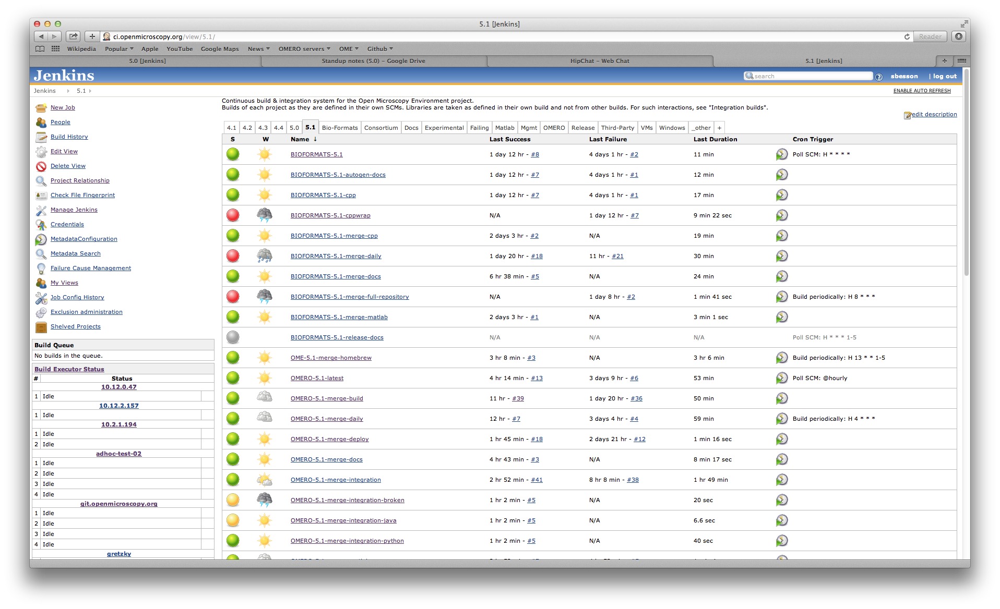 5.1 [Jenkins]
ci.openmicroscopy.org/view/5.1/
Reader
Wikipedia Popular Apple YouTube Google Maps News OMERO servers OME Github
5.0 [Jenkins] Standup notes (5.0) – Google Drive HipChat – Web Chat 5.1 [Jenkins] +
Jenkins
search
? sbesson | log out
Jenkins 5.1
ENABLE AUTO REFRESH
New Job
People
Build History
Edit View
Delete View
Project Relationship
Check File Fingerprint
Manage Jenkins
Credentials
MetadataConfiguration
Metadata Search
Failure Cause Management
My Views
Job Config History
Exclusion administration
Shelved Projects
Build Queue
No builds in the queue.
Build Executor Status
# Status
10.12.0.47
1 Idle
10.12.2.157
1 Idle
10.2.1.194
1 Idle
2 Idle
adhoc-test-02
1 Idle
2 Idle
3 Idle
4 Idle
git.openmicroscopy.org
1 Idle
2 Idle
3 Idle
4 Idle
gretzky
Continuous build & integration system for the Open Microscopy Environment project.
Builds of each project as they are defined in their own SCMs. Libraries are taken as defined in their own build and not from other builds. For such interactions, see "Integration builds".
edit description
4.1 4.2 4.3 4.4 5.0 5.1 Bio-Formats Consortium Docs Experimental Failing Matlab Mgmt OMERO Release Third-Party VMs Windows _other +
S W Name ↓ Last Success Last Failure Last Duration Cron Trigger
BIOFORMATS-5.1 1 day 12 hr - #8 4 days 1 hr - #2 11 min Poll SCM: H * * * *
BIOFORMATS-5.1-autogen-docs 1 day 12 hr - #7 4 days 1 hr - #1 12 min
BIOFORMATS-5.1-cpp 1 day 12 hr - #7 4 days 1 hr - #1 17 min
BIOFORMATS-5.1-cppwrap N/A 1 day 12 hr - #7 9 min 22 sec
BIOFORMATS-5.1-merge-cpp 2 days 3 hr - #2 N/A 19 min
BIOFORMATS-5.1-merge-daily 1 day 20 hr - #18 11 hr - #21 30 min
BIOFORMATS-5.1-merge-docs 6 hr 38 min - #5 N/A 24 min
BIOFORMATS-5.1-merge-full-repository N/A 1 day 8 hr - #2 1 min 41 sec Build periodically: H 8 * * *
BIOFORMATS-5.1-merge-matlab 2 days 3 hr - #1 N/A 3 min 1 sec
BIOFORMATS-5.1-release-docs N/A N/A N/A Poll SCM: H * * * 1-5
OME-5.1-merge-homebrew 3 hr 8 min - #3 N/A 3 hr 6 min Build periodically: H 13 * * 1-5
OMERO-5.1-latest 4 hr 14 min - #13 3 days 9 hr - #6 53 min Poll SCM: @hourly
OMERO-5.1-merge-build 11 hr - #39 1 day 20 hr - #36 50 min
OMERO-5.1-merge-daily 12 hr - #7 3 days 4 hr - #4 59 min Build periodically: H 4 * * *
OMERO-5.1-merge-deploy 1 hr 45 min - #18 2 days 21 hr - #12 1 min 16 sec
OMERO-5.1-merge-docs 4 hr 43 min - #3 N/A 8 min 17 sec
OMERO-5.1-merge-integration 2 hr 52 min - #41 8 hr 8 min - #38 1 hr 49 min
OMERO-5.1-merge-integration-broken 1 hr 2 min - #5 N/A 20 sec
OMERO-5.1-merge-integration-java 1 hr 2 min - #5 N/A 6.6 sec
OMERO-5.1-merge-integration-python 1 hr 2 min - #5 N/A 40 sec